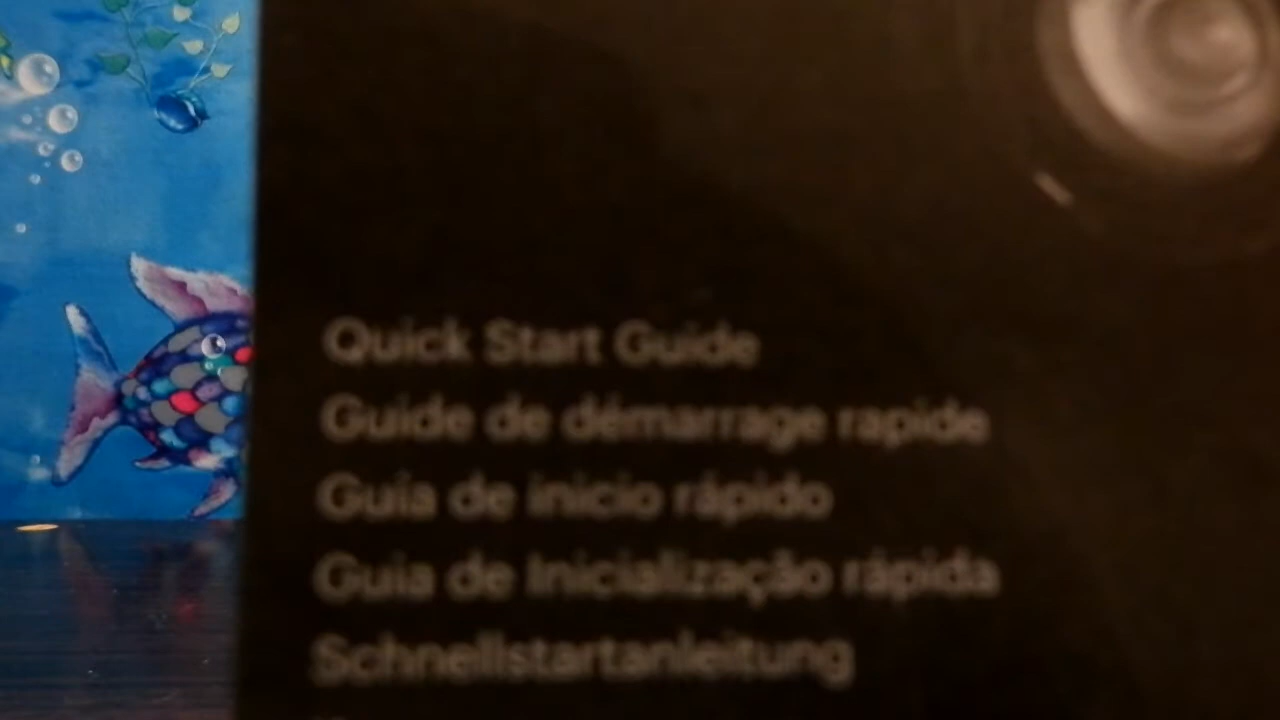 Quick Start Guide
Guide de démarrage rapide
Guía de inicio rápido
Guia de Inicialização rápida
Schnellstartanleitung